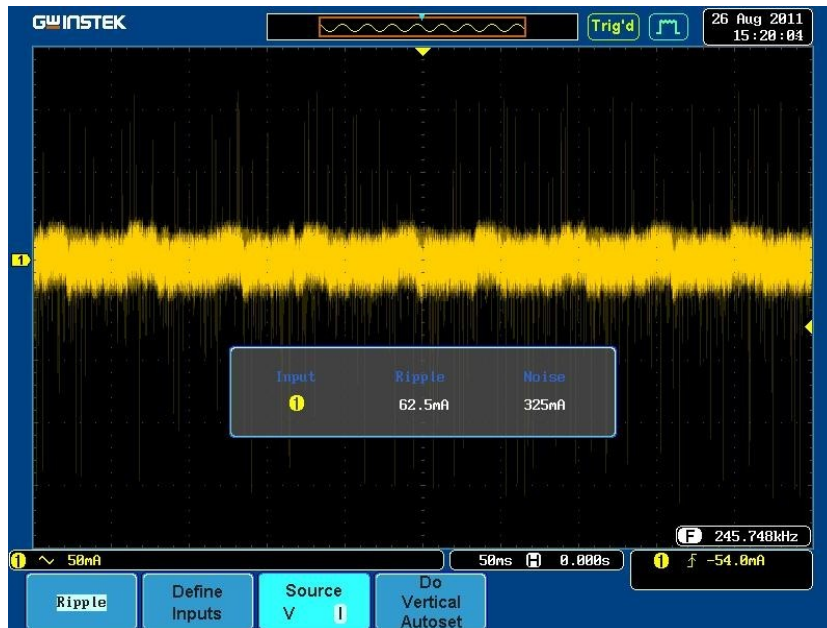 GWINSTEK
Trig'd
26 Aug 2011
15:20:04
1
Input Ripple Noise
1 62.5mA 325mA
F 245.748kHz
1 ~ 50mA
50ms H 0.000s
1 -54.0mA
Ripple
Define
Inputs
Source
V I
Do
Vertical
Autoset